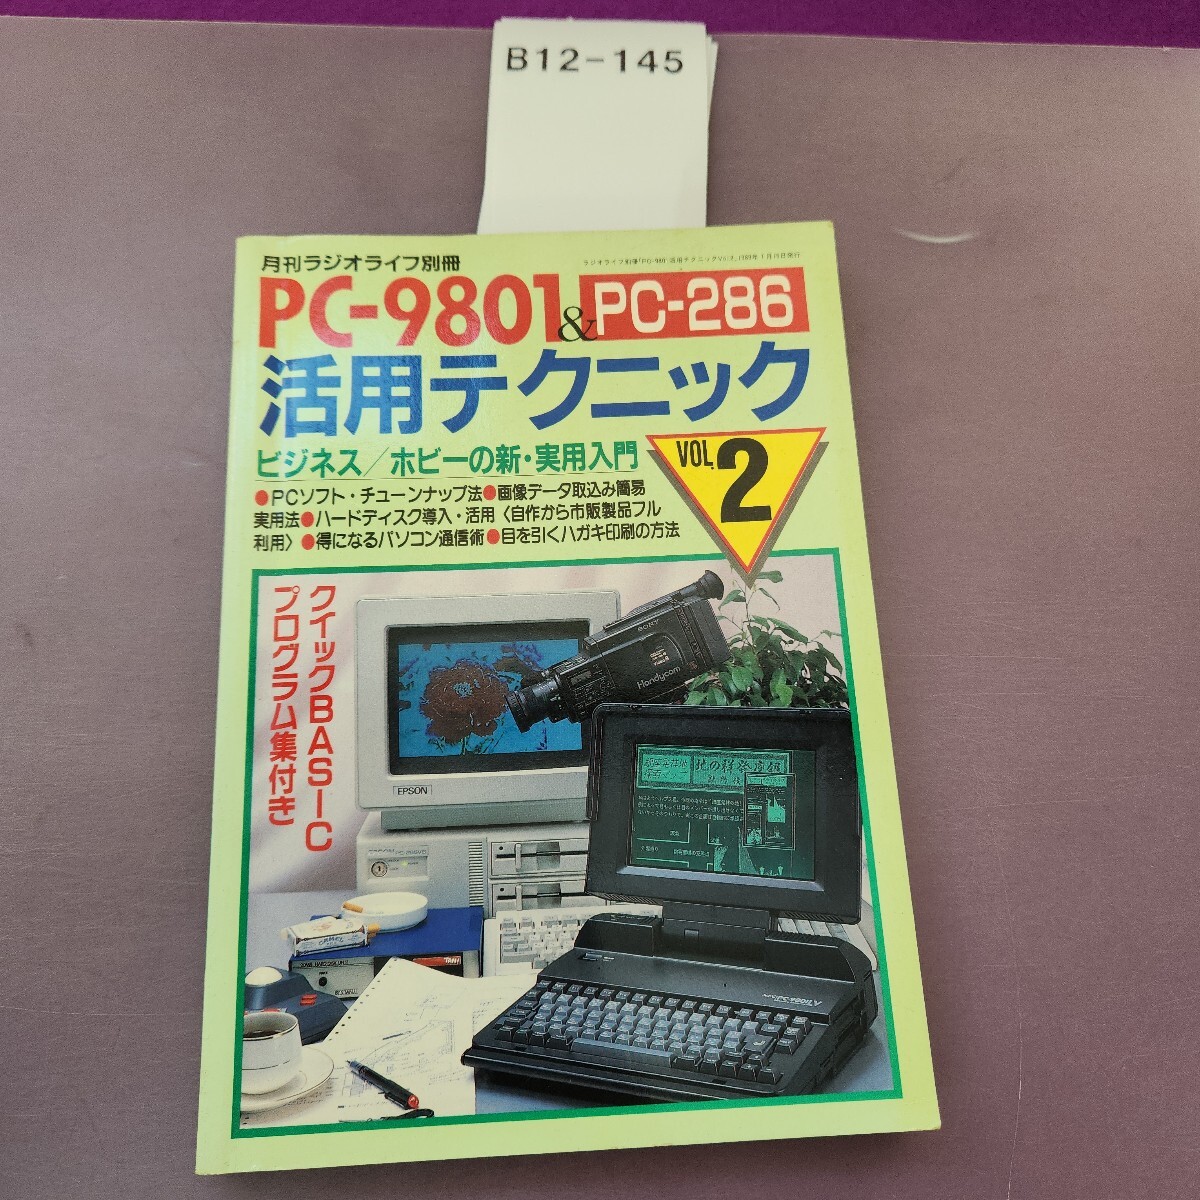 B12-145
月刊ラジオライフ別冊
PC-9801
& PC-286
活用テクニック
ビジネス/ホビーの新・実用入門
VOL.2
●PCソフト・チューンナップ法●画像データ取込み簡易
実用法●ハードディスク導入・活用〈自作から市販製品フル
利用〉●得になるパソコン通信術●目を引くハガキ印刷の方法
クイックBASIC
プログラム集付き
SONY
Handycam
EPSON
CAMEL